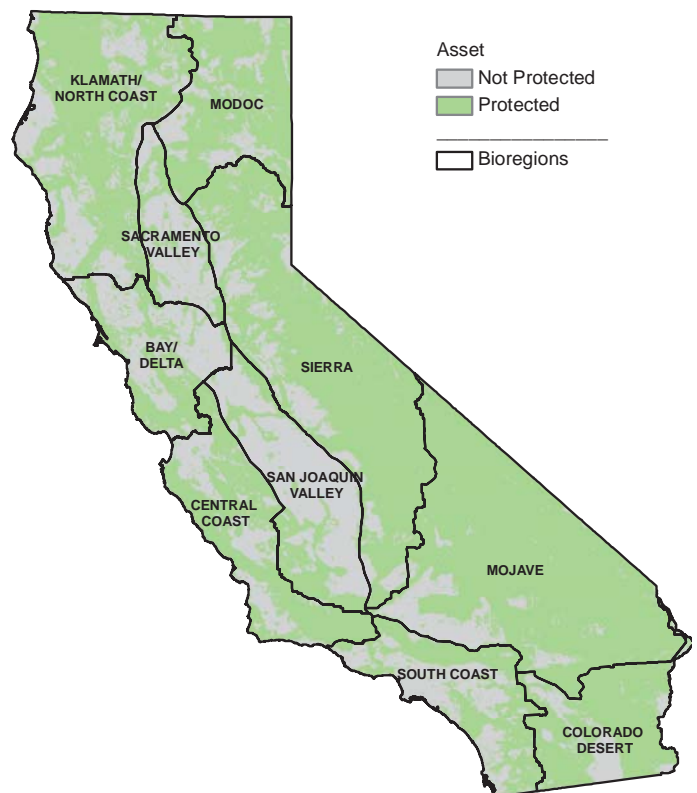 Asset
Not Protected
Protected
Bioregions
KLAMATH/
NORTH COAST
MODOC
SACRAMENTO
VALLEY
BAY/
DELTA
SIERRA
SAN JOAQUIN
VALLEY
CENTRAL
COAST
MOJAVE
SOUTH COAST
COLORADO
DESERT